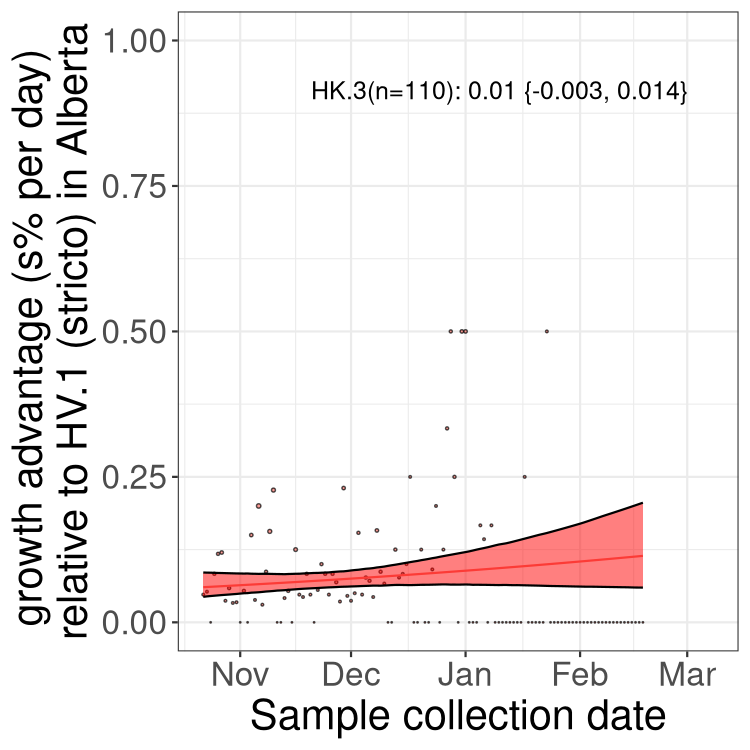 growth advantage (s% per day)
relative to HV.1 (stricto) in Alberta
1.00
HK.3(n=110): 0.01 {-0.003, 0.014}
0.75
0.50
0.25
0.00
Nov Dec Jan Feb Mar
Sample collection date